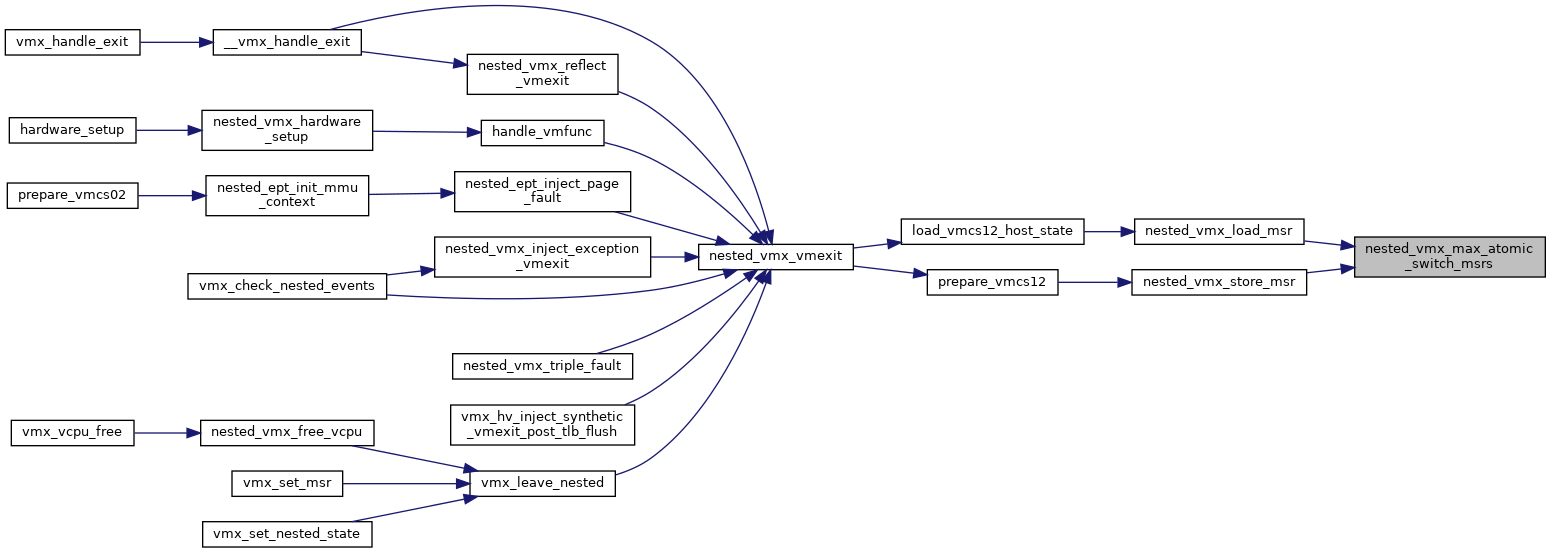 vmx_handle_exit
__vmx_handle_exit
nested_vmx_reflect
_vmexit
hardware_setup
nested_vmx_hardware
_setup
handle_vmfunc
prepare_vmcs02
nested_ept_init_mmu
_context
nested_ept_inject_page
_fault
nested_vmx_inject_exception
_vmexit
vmx_check_nested_events
nested_vmx_vmexit
load_vmcs12_host_state
nested_vmx_load_msr
nested_vmx_max_atomic
_switch_msrs
prepare_vmcs12
nested_vmx_store_msr
nested_vmx_triple_fault
vmx_hv_inject_synthetic
_vmexit_post_tlb_flush
vmx_vcpu_free
nested_vmx_free_vcpu
vmx_set_msr
vmx_leave_nested
vmx_set_nested_state